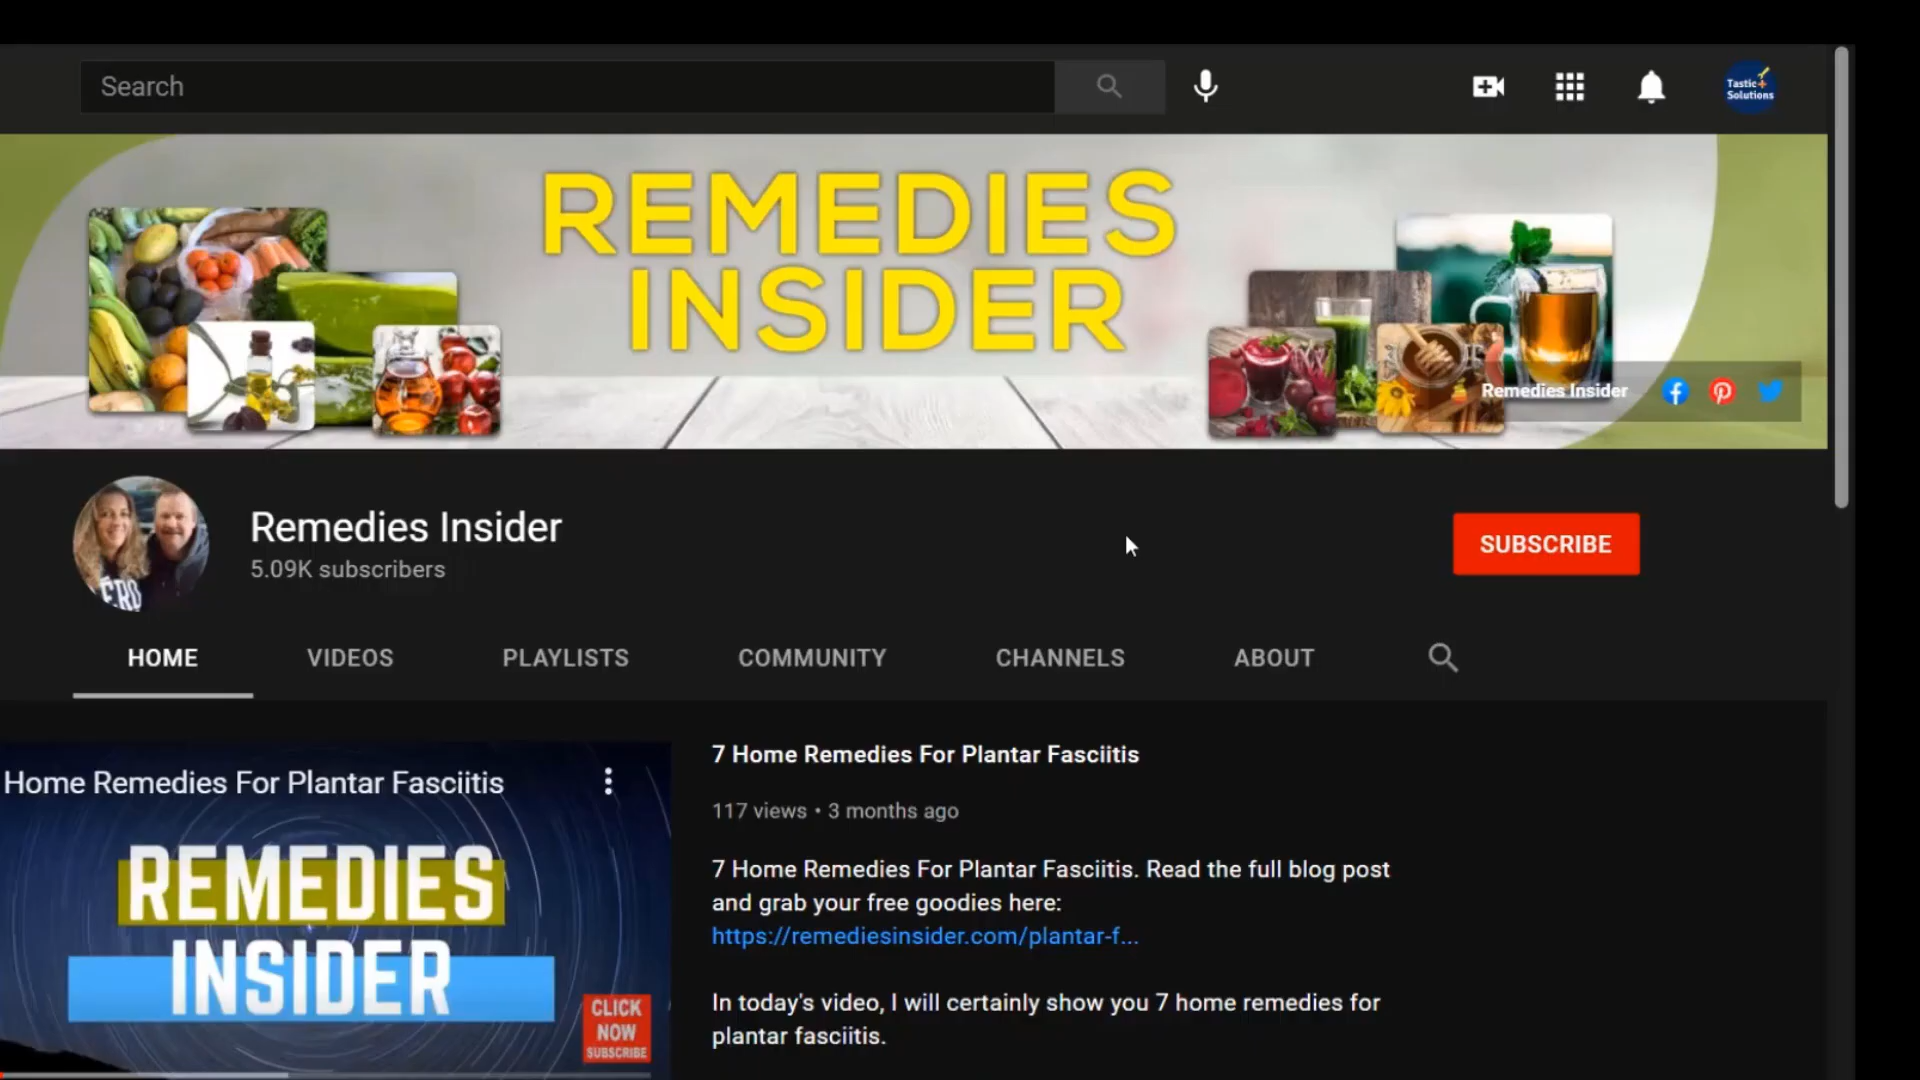 Search
Tastic+
Solutions
REMEDIES
INSIDER
Remedies Insider
Remedies Insider
5.09K subscribers
SUBSCRIBE
HOME VIDEOS PLAYLISTS COMMUNITY CHANNELS ABOUT
Home Remedies For Plantar Fasciitis
REMEDIES
INSIDER
CLICK
NOW
SUBSCRIBE
7 Home Remedies For Plantar Fasciitis
117 views • 3 months ago
7 Home Remedies For Plantar Fasciitis. Read the full blog post
and grab your free goodies here:
https://remediesinsider.com/plantar-f...
In today's video, I will certainly show you 7 home remedies for
plantar fasciitis.